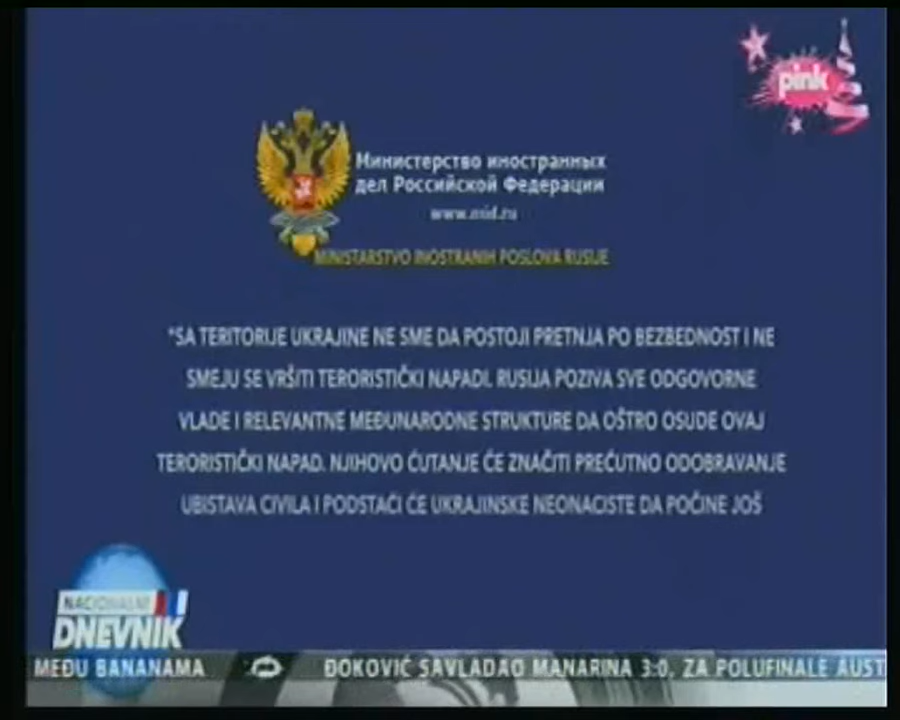 pink
Министерство иностранных
дел Российской Федерации
www.mid.ru
MINISTARSTVO INOSTRANIH POSLOVA RUSIJE
"SA TERITORIJE UKRAJINE NE SME DA POSTOJI PRETNJA PO BEZBEDNOST I NE
SMEJU SE VRŠITI TERORISTIČKI NAPADI. RUSIJA POZIVA SVE ODGOVORNE
VLADE I RELEVANTNE MEĐUNARODNE STRUKTURE DA OŠTRO OSUDE OVAJ
TERORISTIČKI NAPAD. NJIHOVO ĆUTANJE ĆE ZNAČITI PREĆUTNO ODOBRAVANJE
UBISTAVA CIVILA I PODSTAĆI ĆE UKRAJINSKE NEONACISTE DA POČINE JOŠ
NACIONALNI
DNEVNIK
MEĐU BANANAMA ĐOKOVIĆ SAVLADAO MANARINA 3:0, ZA POLUFINALE AUST